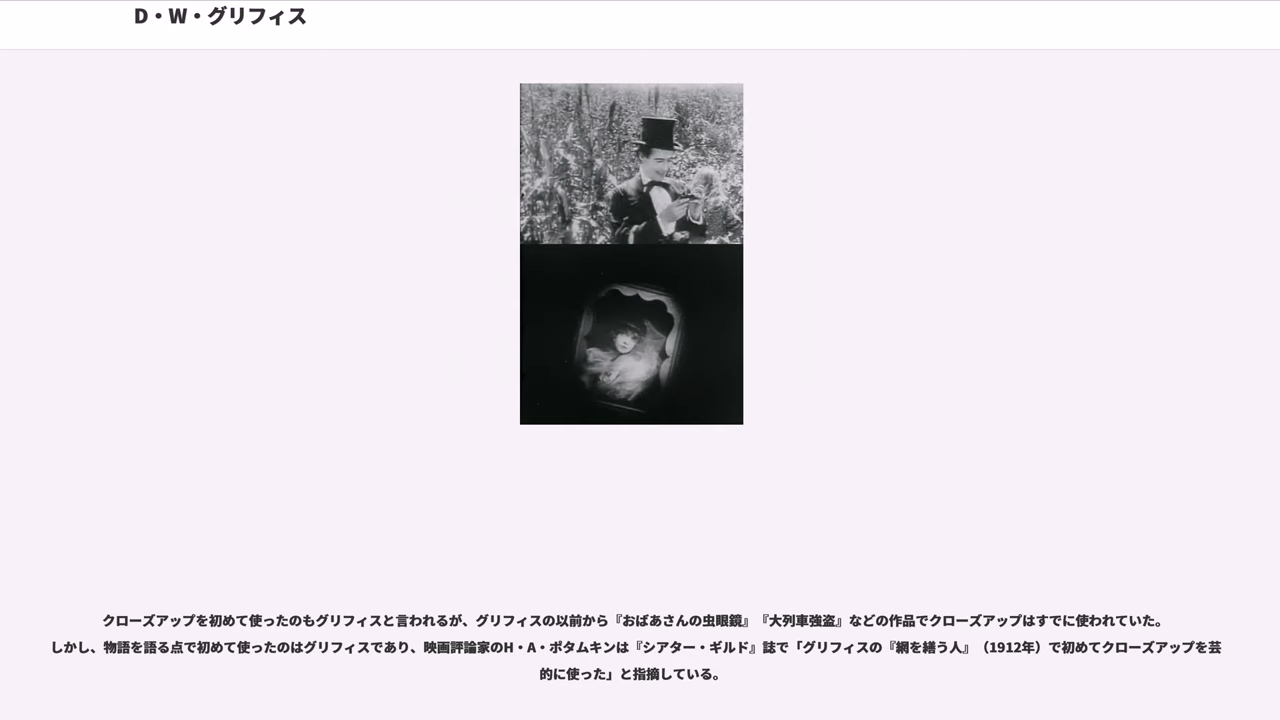 D・W・グリフィス
クローズアップを初めて使ったのもグリフィスと言われるが、グリフィスの以前から『おばあさんの虫眼鏡』『大列車強盗』などの作品でクローズアップはすでに使われていた。
しかし、物語を語る点で初めて使ったのはグリフィスであり、映画評論家のH・A・ポタムキンは『シアター・ギルド』誌で「グリフィスの『網を繕う人』（1912年）で初めてクローズアップを芸
的に使った」と指摘している。